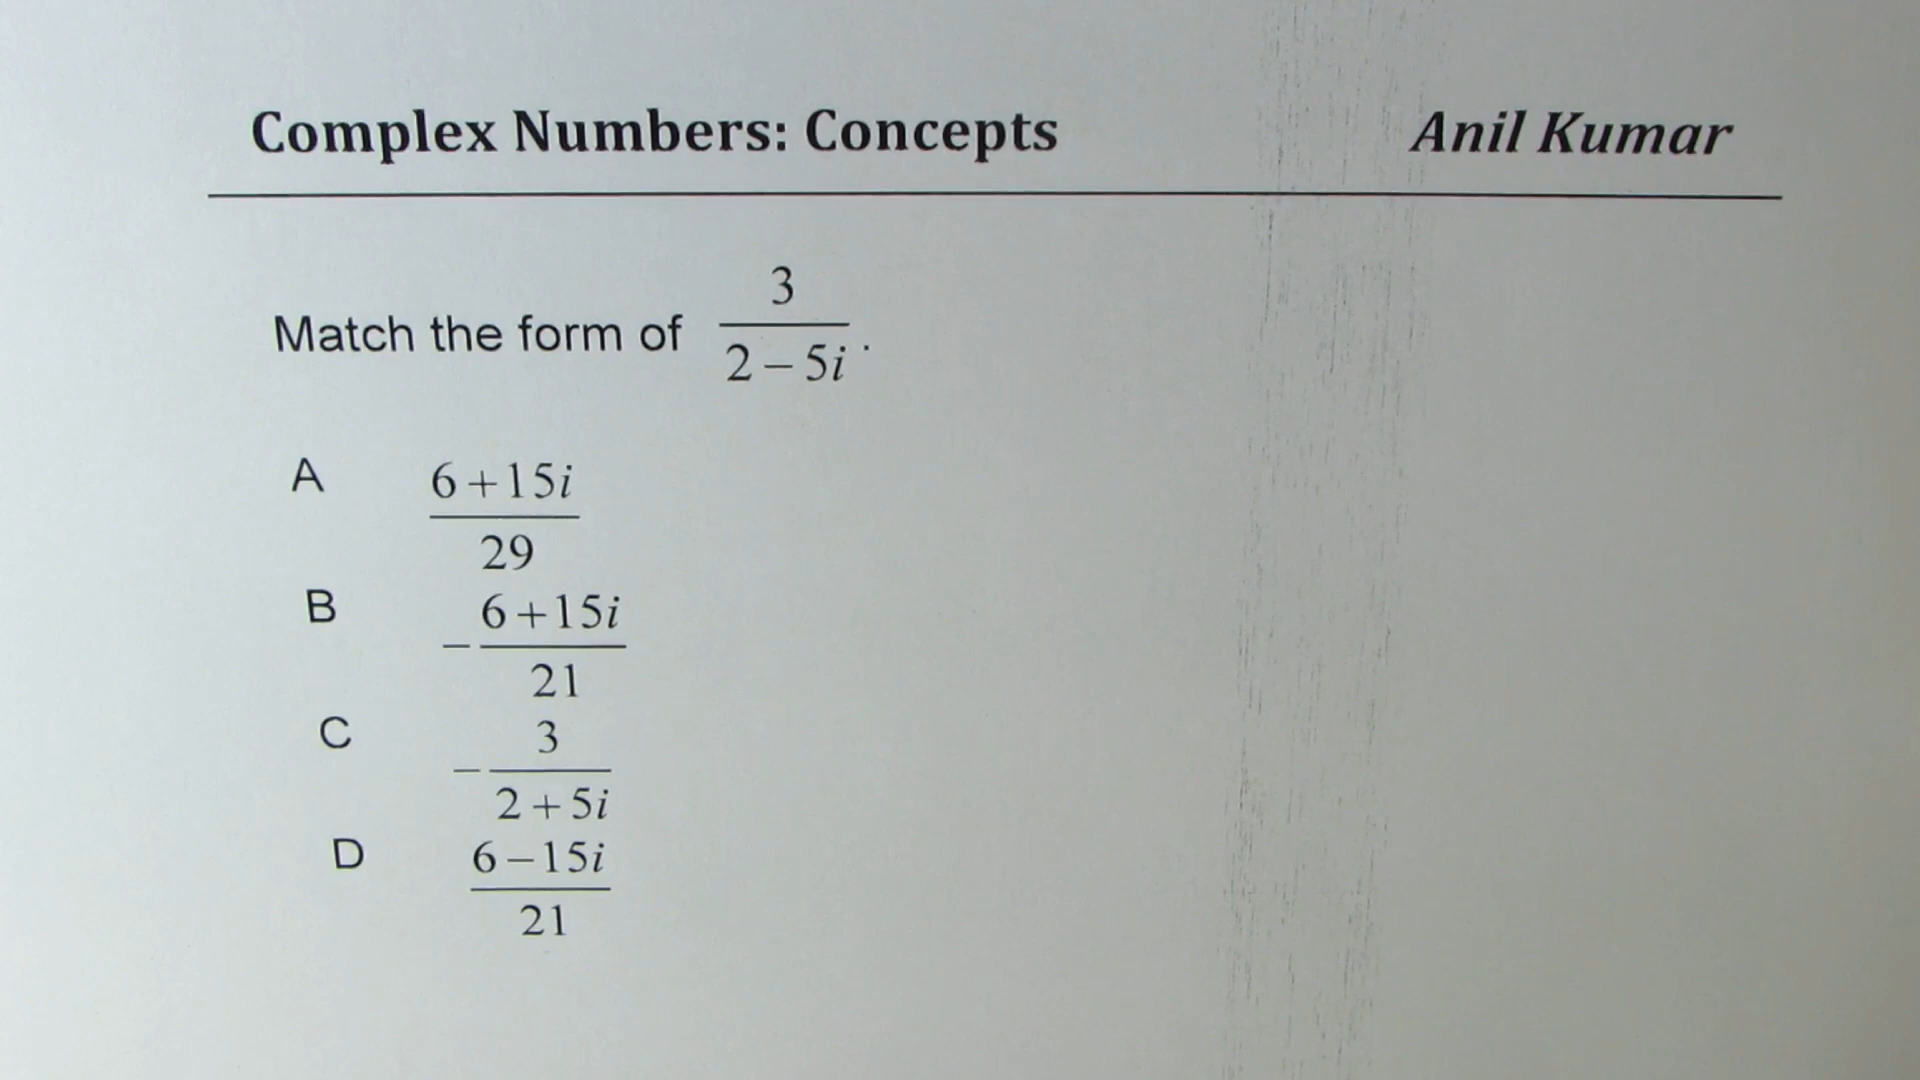 Complex Numbers: Concepts Anil Kumar
Match the form of 3/(2 – 5i).
A (6+15i)/29
B –(6+15i)/21
C –3/(2+5i)
D (6–15i)/21